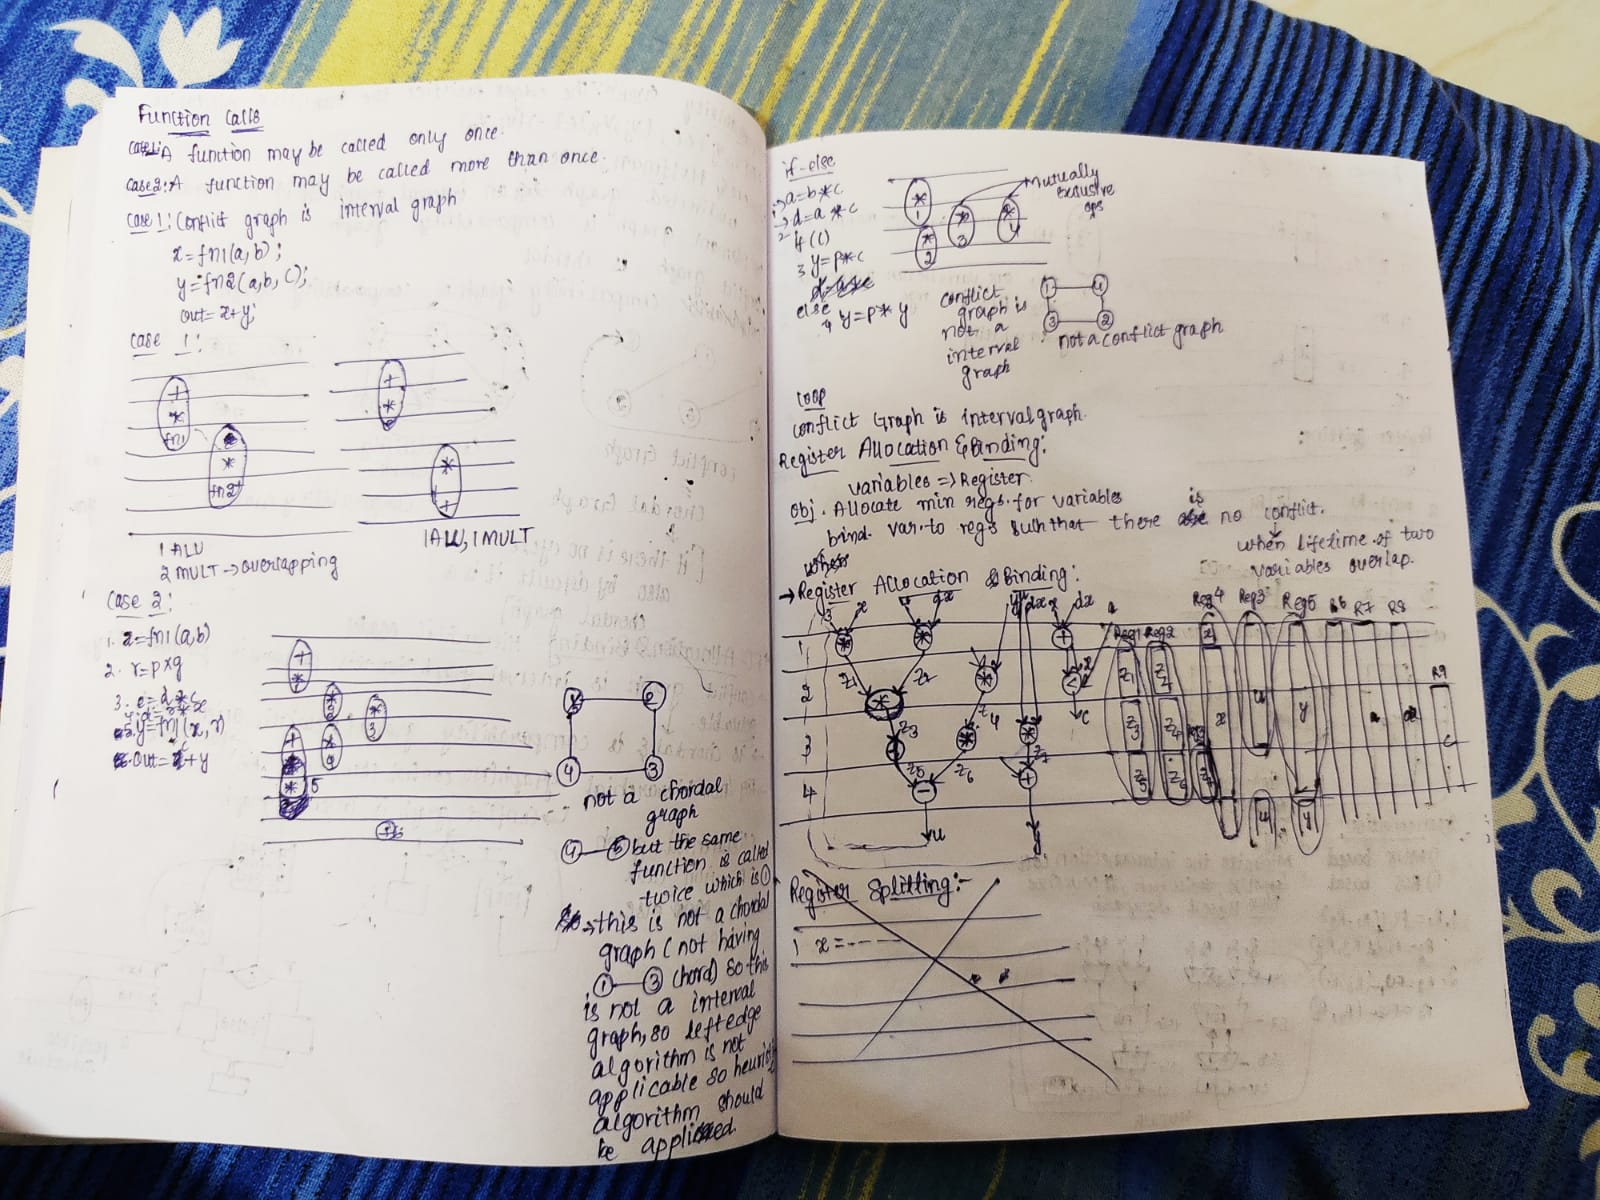 Function Calls
Case1: A function may be called only once.
Case2: A function may be called more than once.
Case 1: Conflict graph is interval graph
x=fn1(a,b);
y=fn2(a,b,c);
out=x+y;
Case 1:
+
*
fn1
*
fn2
+
*
*
+
1 ALU
2 MULT → overlapping
1 ALU, 1 MULT
Case 2:
1. x=fn1(a,b)
2. r=p×q
out = +y
+
*
*
2
*
3
*
4
+
*
5
1
2
4
3
not a chordal
graph
but the same
function is called
twice which is ①
→ this is not a chordal
graph (not having
①—③ chord) so this
is not a interval
graph, so left edge
algorithm is not
applicable so heuristic
algorithm should
be applied.
if-else
1 → a=b*c
2 → d=a*c
if (c)
3 y=p*c
else
4 y=p*y
*
1
*
2
*
3
*
4
Mutually
exclusive
ops
conflict
graph is
not a
interval
graph
1
4
3
2
not a conflict graph
Loop
conflict Graph is interval graph.
Register Allocation & Binding:
variables => Register
Obj. Allocate min regs. for variables
bind. var. to regs such that there is no conflict.
when lifetime of two
variables overlap.
→ Register Allocation & Binding:
3 x
dx
dx
dx
a
1
2
3
4
*
*
*
*
*
*
+
<
-
+
z1
z2
z3
z4
z5
z6
z7
c
u
y
Reg1
Reg2
Reg4
Reg3
Reg5
R6
R7
R8
R9
z1
z3
z5
z2
z4
z6
x
u
y
u
y
c
Register Splitting:-
1 x = - - - -